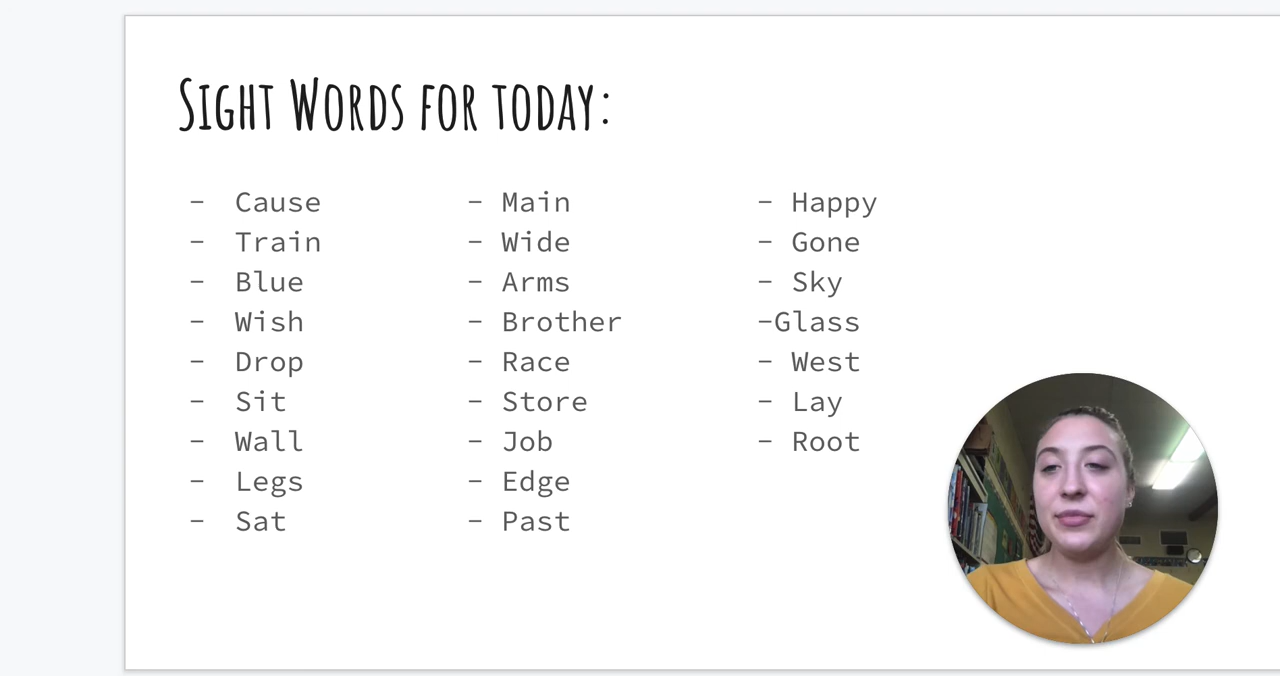 Sight Words for today:
- Cause
- Train
- Blue
- Wish
- Drop
- Sit
- Wall
- Legs
- Sat
- Main
- Wide
- Arms
- Brother
- Race
- Store
- Job
- Edge
- Past
- Happy
- Gone
- Sky
-Glass
- West
- Lay
- Root